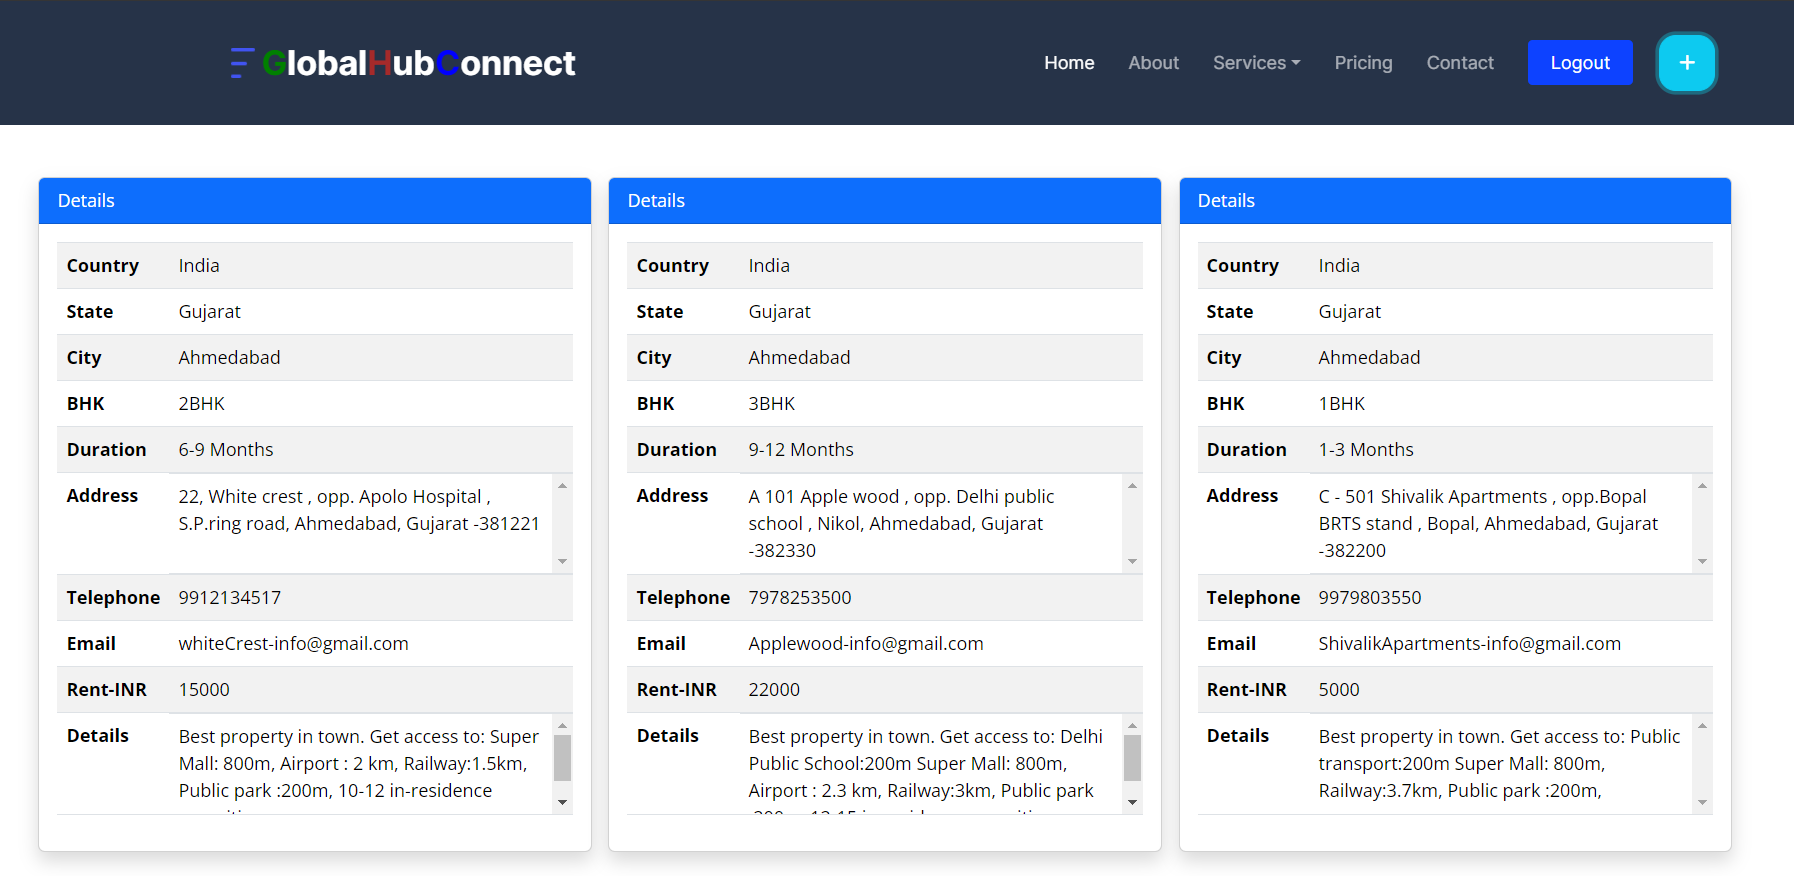 GlobalHubConnect
Home About Services Pricing Contact Logout +
Details
Country India
State Gujarat
City Ahmedabad
BHK 2BHK
Duration 6-9 Months
Address 22, White crest , opp. Apolo Hospital ,
S.P.ring road, Ahmedabad, Gujarat -381221
Telephone 9912134517
Email whiteCrest-info@gmail.com
Rent-INR 15000
Details Best property in town. Get access to: Super
Mall: 800m, Airport : 2 km, Railway:1.5km,
Public park :200m, 10-12 in-residence
Details
Country India
State Gujarat
City Ahmedabad
BHK 3BHK
Duration 9-12 Months
Address A 101 Apple wood , opp. Delhi public
school , Nikol, Ahmedabad, Gujarat
-382330
Telephone 7978253500
Email Applewood-info@gmail.com
Rent-INR 22000
Details Best property in town. Get access to: Delhi
Public School:200m Super Mall: 800m,
Airport : 2.3 km, Railway:3km, Public park
Details
Country India
State Gujarat
City Ahmedabad
BHK 1BHK
Duration 1-3 Months
Address C - 501 Shivalik Apartments , opp.Bopal
BRTS stand , Bopal, Ahmedabad, Gujarat
-382200
Telephone 9979803550
Email ShivalikApartments-info@gmail.com
Rent-INR 5000
Details Best property in town. Get access to: Public
transport:200m Super Mall: 800m,
Railway:3.7km, Public park :200m,